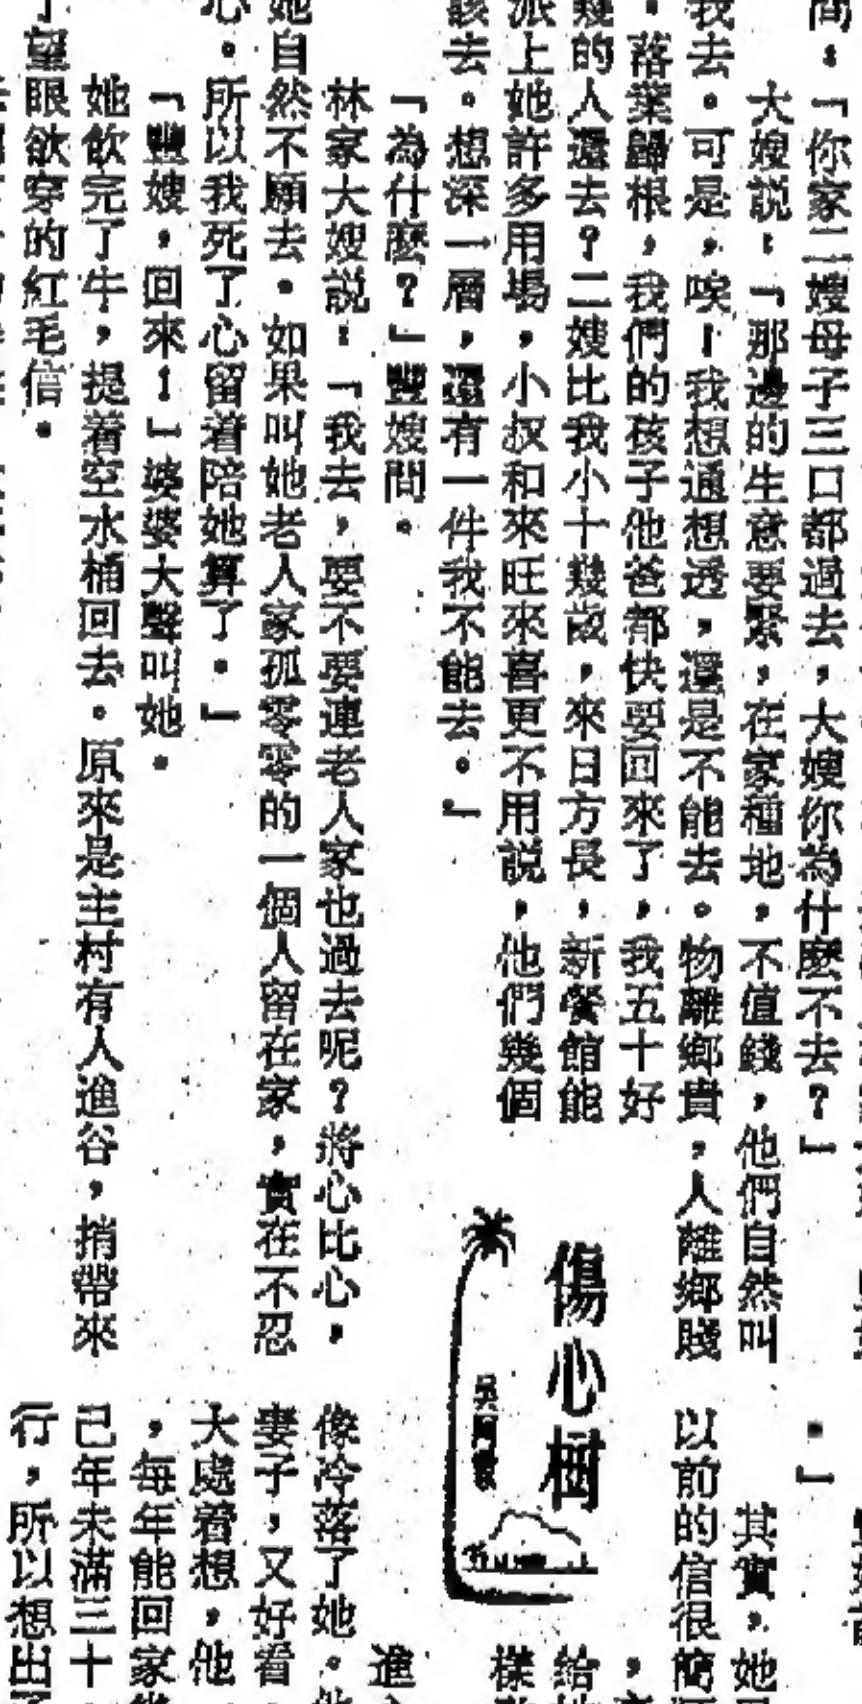 問：「你家二嫂母子三口都過去，大嫂你為什麼不去？」
大嫂説：「那邊的生意要緊，在家種地，不值錢，他們自然叫
我去。可是，唉！我想通想透，還是不能去。物離鄉貴，人離鄉賤
。落葉歸根，我們的孩子他爸都快要回來了，我五十好
幾的人還去？二嫂比我小十幾歲，來日方長，新餐館能
派上她許多用場，小叔和來旺來喜更不用説，他們幾個
該去。想深一層，還有一件我不能去。」
「為什麼？」豐嫂問。
林家大嫂説：「我去，要不要連老人家也過去呢？將心比心，
她自然不願去。如果叫她老人家孤零零的一個人留在家，實在不忍
心。所以我死了心留着陪她算了。」
「豐嫂，回來！」婆婆大聲叫她。
她飲完了牛，提着空水桶回去。原來是主村有人進谷，捎帶來
了望眼欲穿的紅毛信。
傷心樹
。」
其實，她
以前的信很簡
給
樣
進
像冷落了她。
妻子，又好看
大處着想，他
，每年能回家
己年未滿三十
行，所以想出了